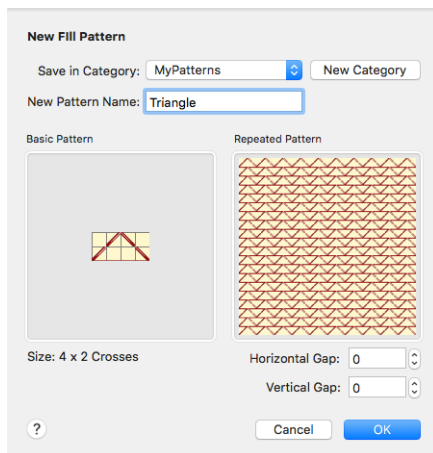 New Fill Pattern
Save in Category: MyPatterns New Category
New Pattern Name: Triangle
Basic Pattern Repeated Pattern
Size: 4 x 2 Crosses
Horizontal Gap: 0
Vertical Gap: 0
? Cancel OK